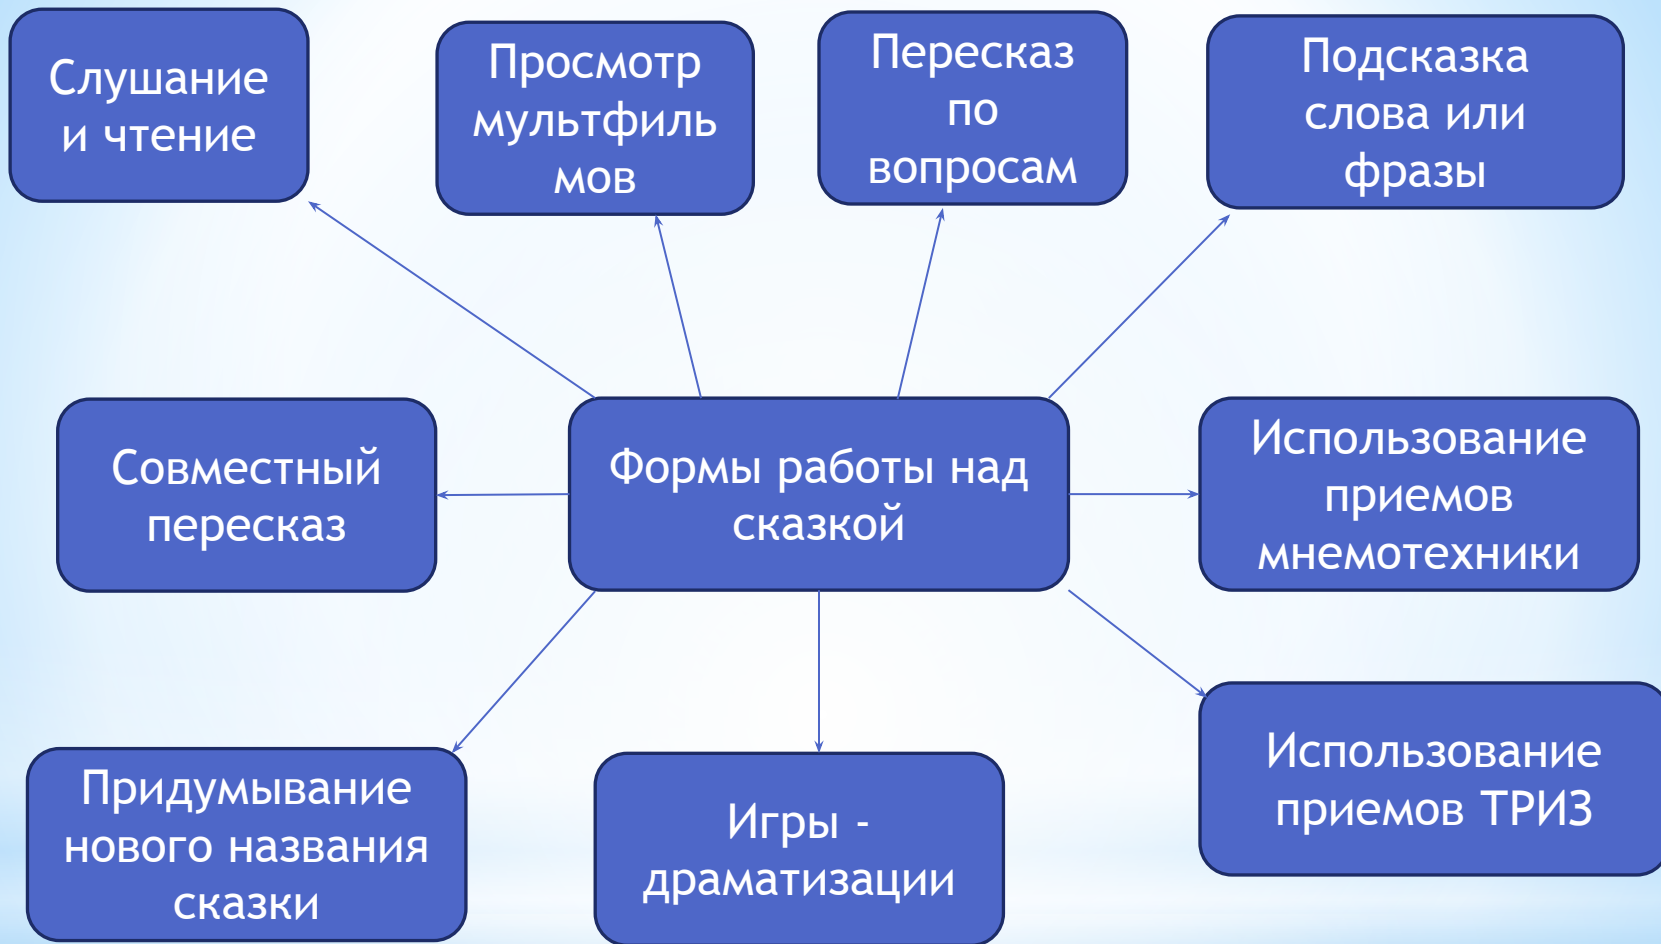 Слушание
и чтение
Просмотр
мультфиль
мов
Пересказ
по
вопросам
Подсказка
слова или
фразы
Совместный
пересказ
Формы работы над
сказкой
Использование
приемов
мнемотехники
Придумывание
нового названия
сказки
Игры -
драматизации
Использование
приемов ТРИЗ